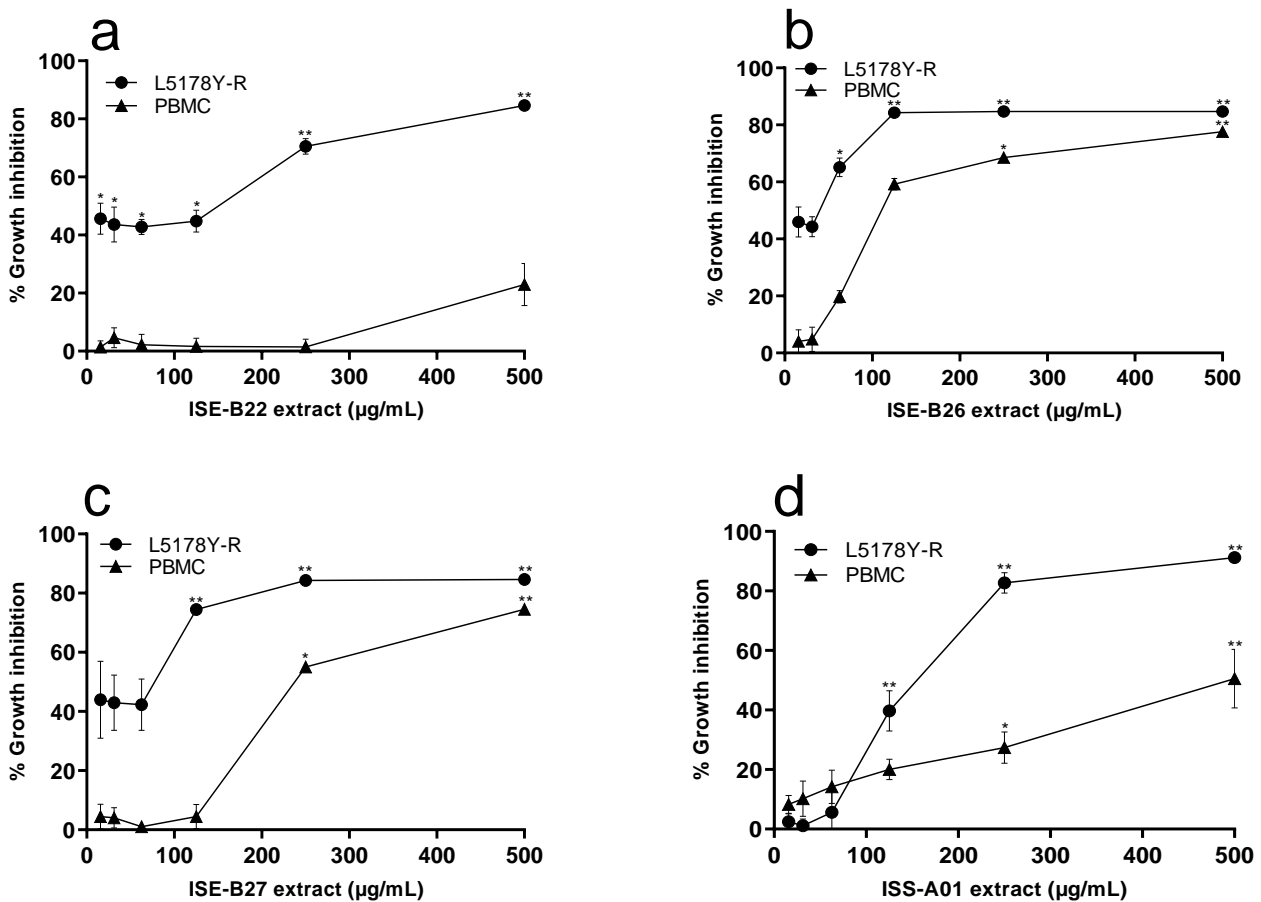 a
100
80
60
40
20
0
% Growth inhibition
L5178Y-R
PBMC
* * * * ** **
0 100 200 300 400 500
ISE-B22 extract (µg/mL)
b
100
80
60
40
20
0
% Growth inhibition
L5178Y-R
PBMC
* ** ** **
* **
0 100 200 300 400 500
ISE-B26 extract (µg/mL)
c
100
80
60
40
20
0
% Growth inhibition
L5178Y-R
PBMC
** ** **
* **
0 100 200 300 400 500
ISE-B27 extract (µg/mL)
d
100
80
60
40
20
0
% Growth inhibition
L5178Y-R
PBMC
** ** **
* **
0 100 200 300 400 500
ISS-A01 extract (µg/mL)